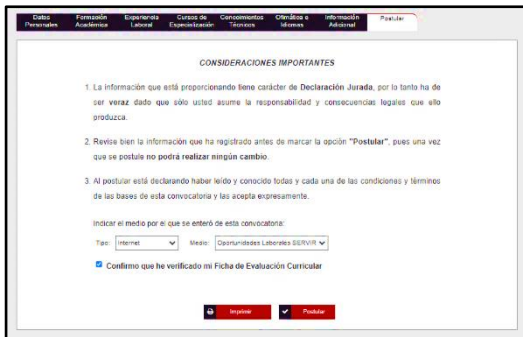 Datos Personales
Formación Académica
Experiencia Laboral
Cursos de Especialización
Conocimientos Técnicos
Ofimática e Idiomas
Información Adicional
Postular
CONSIDERACIONES IMPORTANTES
1. La información que está proporcionando tiene carácter de Declaración Jurada, por lo tanto ha de
ser veraz dado que sólo usted asume la responsabilidad y consecuencias legales que ello
produzca.
2. Revise bien la información que ha registrado antes de marcar la opción "Postular", pues una vez
que se postule no podrá realizar ningún cambio.
3. Al postular está declarando haber leído y conocido todas y cada una de las condiciones y términos
de las bases de esta convocatoria y las acepta expresamente.
Indicar el medio por el que se enteró de esta convocatoria:
Tipo: Internet Medio: Oportunidades Laborales SERVIR
Confirmo que he verificado mi Ficha de Evaluación Curricular
Imprimir Postular